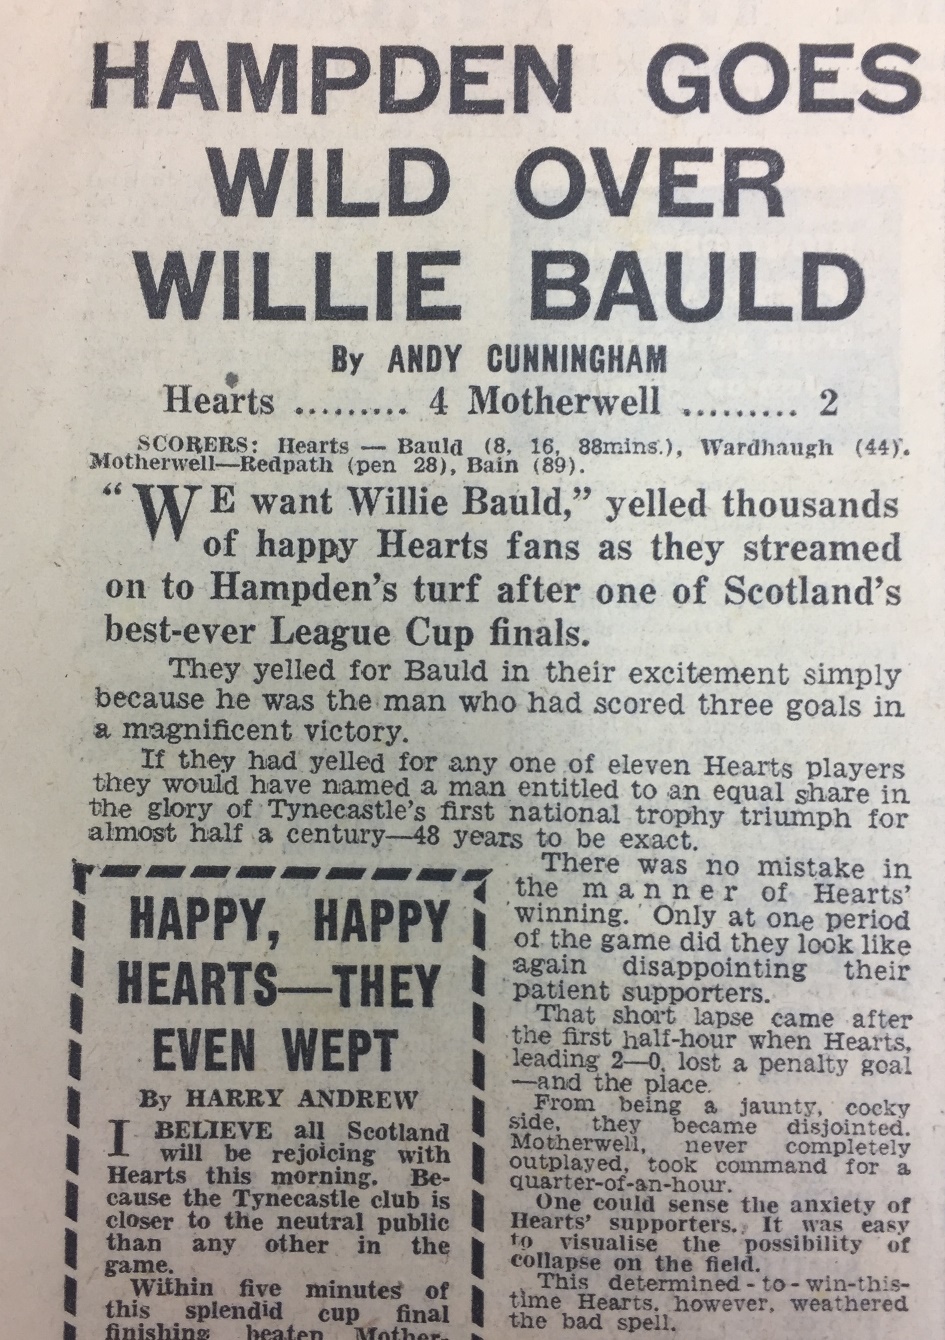 HAMPDEN GOES
WILD OVER
WILLIE BAULD
By ANDY CUNNINGHAM
Hearts ......... 4 Motherwell ......... 2
SCORERS: Hearts — Bauld (8, 16, 88mins.), Wardhaugh (44).
Motherwell—Redpath (pen 28), Bain (89).
"WE want Willie Bauld," yelled thousands
of happy Hearts fans as they streamed
on to Hampden's turf after one of Scotland's
best-ever League Cup finals.
They yelled for Bauld in their excitement simply
because he was the man who had scored three goals in
a magnificent victory.
If they had yelled for any one of eleven Hearts players
they would have named a man entitled to an equal share in
the glory of Tynecastle's first national trophy triumph for
almost half a century—48 years to be exact.
There was no mistake in
the manner of Hearts'
winning. Only at one period
of the game did they look like
again disappointing their
patient supporters.
That short lapse came after
the first half-hour when Hearts,
leading 2—0, lost a penalty goal
—and the place.
From being a jaunty, cocky
side, they became disjointed.
Motherwell, never completely
outplayed, took command for a
quarter-of-an-hour.
One could sense the anxiety of
Hearts' supporters. It was easy
to visualise the possibility of
collapse on the field.
This determined-to-win-this-
time Hearts, however, weathered
the bad spell.
HAPPY, HAPPY
HEARTS—THEY
EVEN WEPT
By HARRY ANDREW
I BELIEVE all Scotland
will be rejoicing with
Hearts this morning. Be-
cause the Tynecastle club is
closer to the neutral public
than any other in the
game.
Within five minutes of
this splendid cup final
finishing beaten Mother-